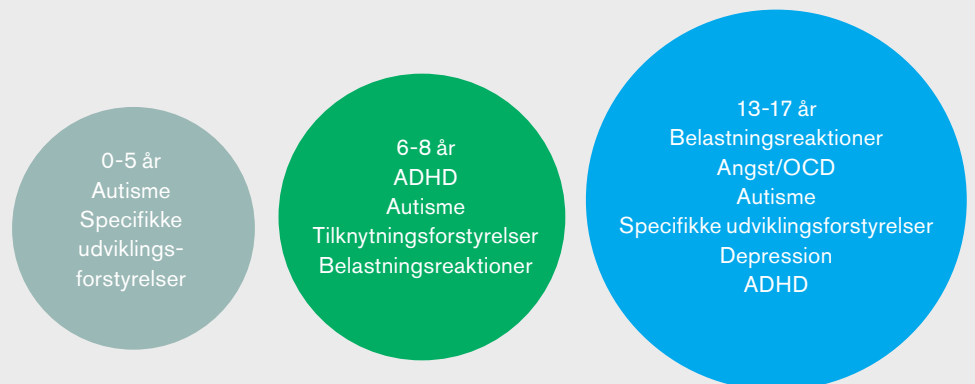 0-5 år
Autisme
Specifikke
udviklings-
forstyrelser
6-8 år
ADHD
Autisme
Tilknytningsforstyrelser
Belastningsreaktioner
13-17 år
Belastningsreaktioner
Angst/OCD
Autisme
Specifikke udviklingsforstyrelser
Depression
ADHD